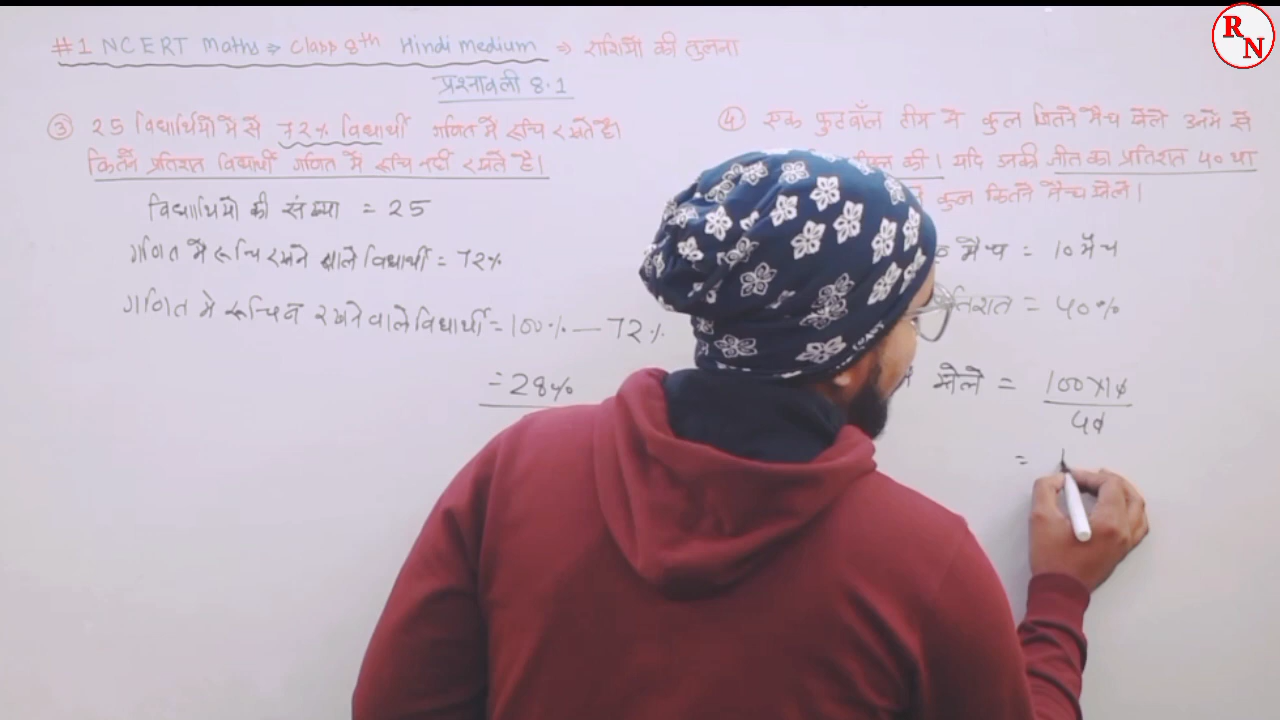 R N
#1 NCERT Maths ⇒ Class 8th Hindi medium ⇒ राशियों की तुलना
प्रश्नावली 8.1
③ 25 विद्यार्थियों में से 72% विद्यार्थी गणित में रूचि रखते है।
कितने प्रतिशत विद्यार्थी गणित में रूचि नहीं रखते है।
विद्यार्थियों की संख्या = 25
गणित में रूचि रखने वाले विद्यार्थी = 72%
गणित में रूचि न रखने वाले विद्यार्थी = 100% — 72%
= 28%
④ एक फुटबॉल टीम ने कुल जितने मैच खेले उनमें से
की। यदि उनकी जीत का प्रतिशत 40 था
कुल कितने मैच खेले।
मैच = 10 मैच
= 40%
खेले = 100×10
40
=